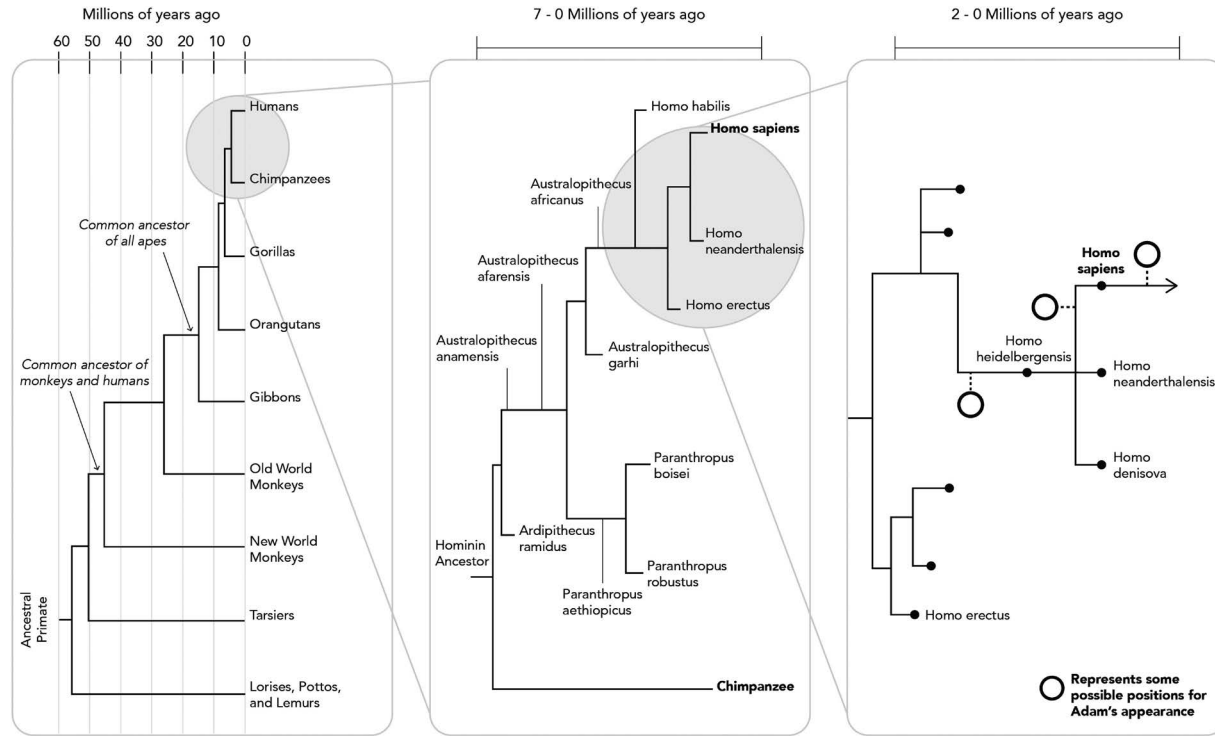 Millions of years ago
60 50 40 30 20 10 0
Humans
Chimpanzees
Common ancestor
of all apes
Gorillas
Orangutans
Common ancestor of
monkeys and humans
Gibbons
Old World
Monkeys
New World
Monkeys
Tarsiers
Ancestral
Primate
Lorises, Pottos,
and Lemurs
7 - 0 Millions of years ago
Homo habilis
Homo sapiens
Australopithecus
africanus
Homo
neanderthalensis
Australopithecus
afarensis
Homo erectus
Australopithecus
anamensis
Australopithecus
garhi
Paranthropus
boisei
Ardipithecus
ramidus
Hominin
Ancestor
Paranthropus
robustus
Paranthropus
aethiopicus
Chimpanzee
2 - 0 Millions of years ago
Homo
sapiens
Homo
heidelbergensis
Homo
neanderthalensis
Homo
denisova
Homo erectus
Represents some
possible positions for
Adam's appearance